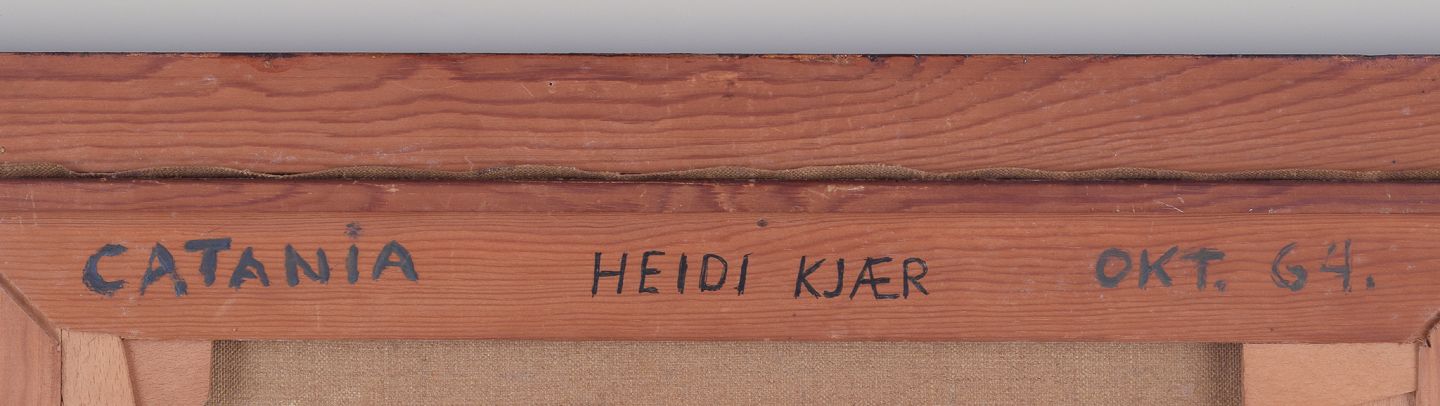 CATANIA HEIDI KJÆR OKT. 64.